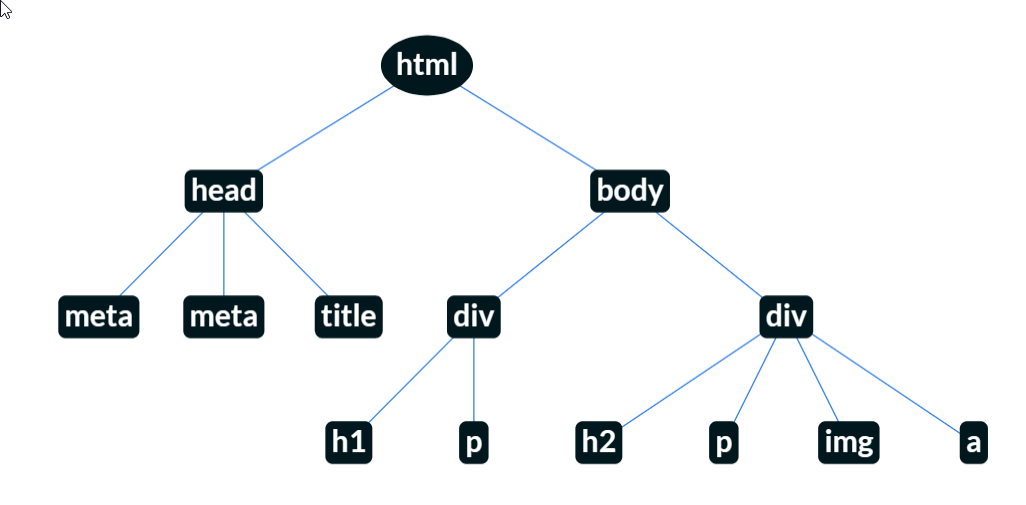 html
head body
meta meta title div div
h1 p h2 p img a